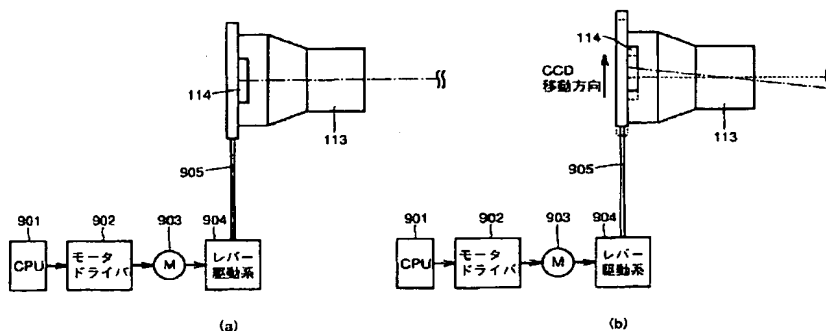 114
113
905
901
902
903
904
CPU
モータ
ドライバ
M
レバー
駆動系
(a)
114
CCD
移動方向
113
905
901
902
903
904
CPU
モータ
ドライバ
M
レバー
駆動系
(b)